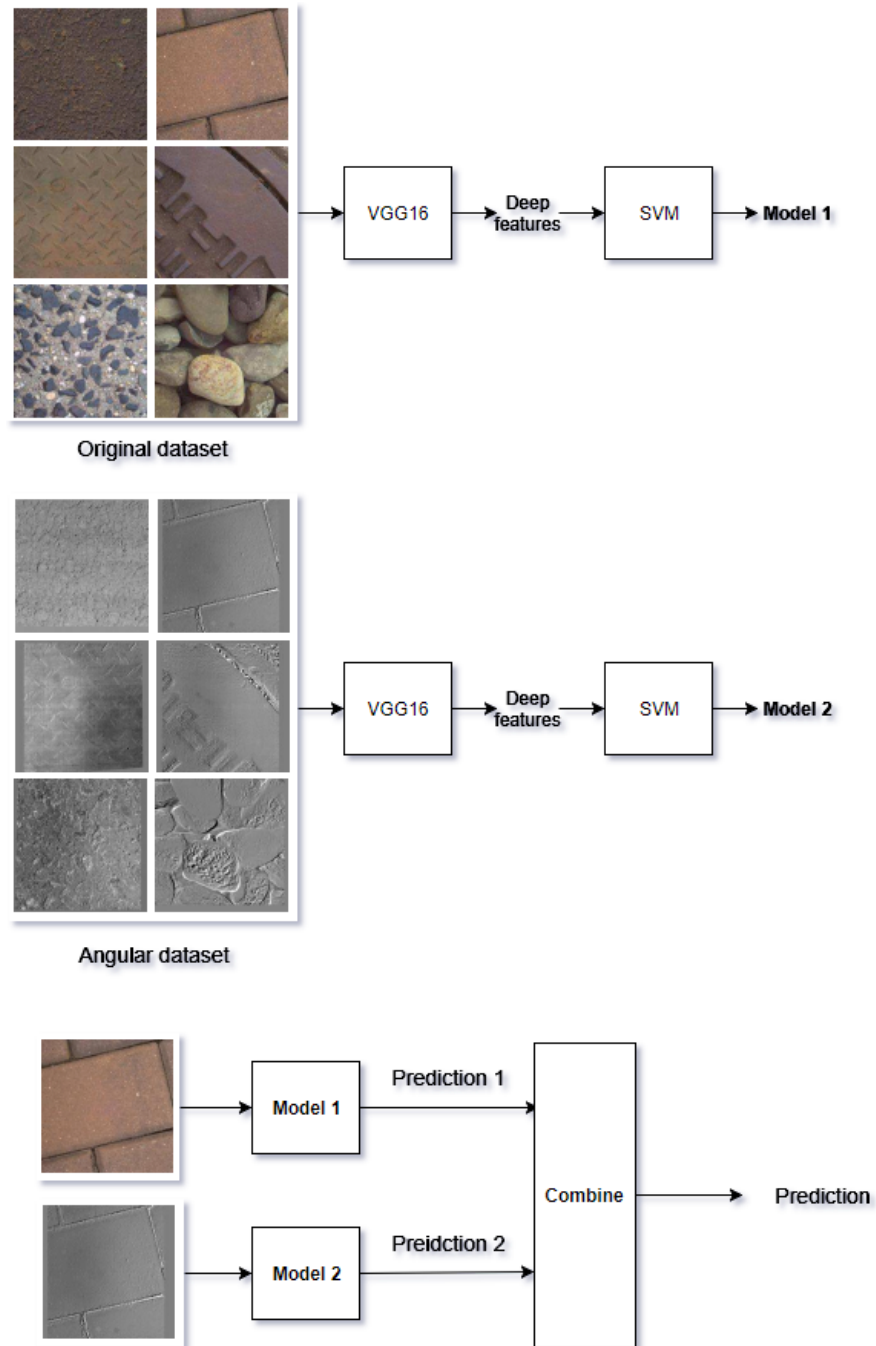 VGG16
Deep
features
SVM
Model 1
Original dataset
VGG16
Deep
features
SVM
Model 2
Angular dataset
Model 1
Prediction 1
Combine
Prediction
Model 2
Preidction 2